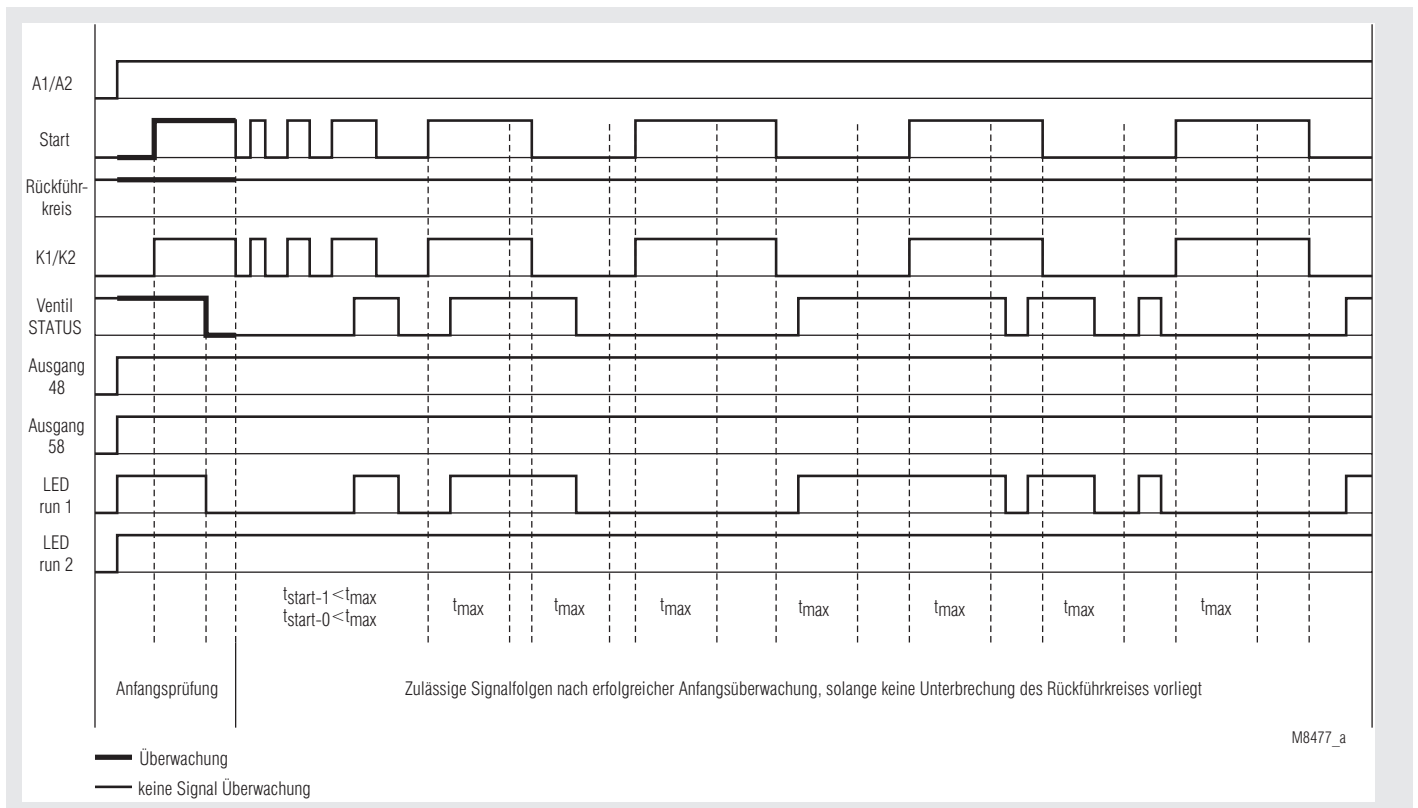 A1/A2
Start
Rückführ-
kreis
K1/K2
Ventil
STATUS
Ausgang
48
Ausgang
58
LED
run 1
LED
run 2
tstart-1<tmax
tstart-0<tmax
tmax tmax tmax tmax tmax tmax tmax
Anfangsprüfung
Zulässige Signalfolgen nach erfolgreicher Anfangsüberwachung, solange keine Unterbrechung des Rückführkreises vorliegt
M8477_a
Überwachung
keine Signal Überwachung